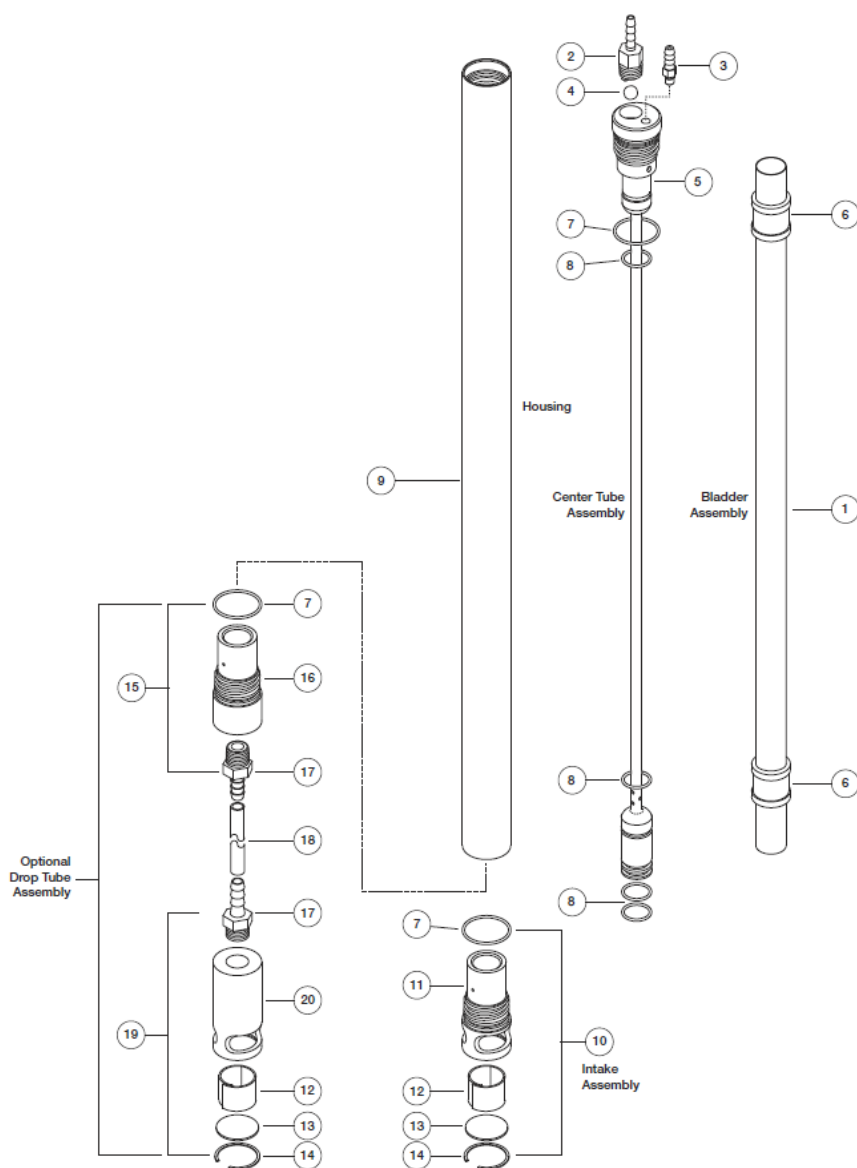 2
3
4
5
6
7
8
Housing
9
Center Tube
Assembly
Bladder
Assembly
1
7
15
16
8
6
17
Optional
Drop Tube
Assembly
18
17
8
7
20
11
19
10
Intake
Assembly
12
12
13
13
14
14